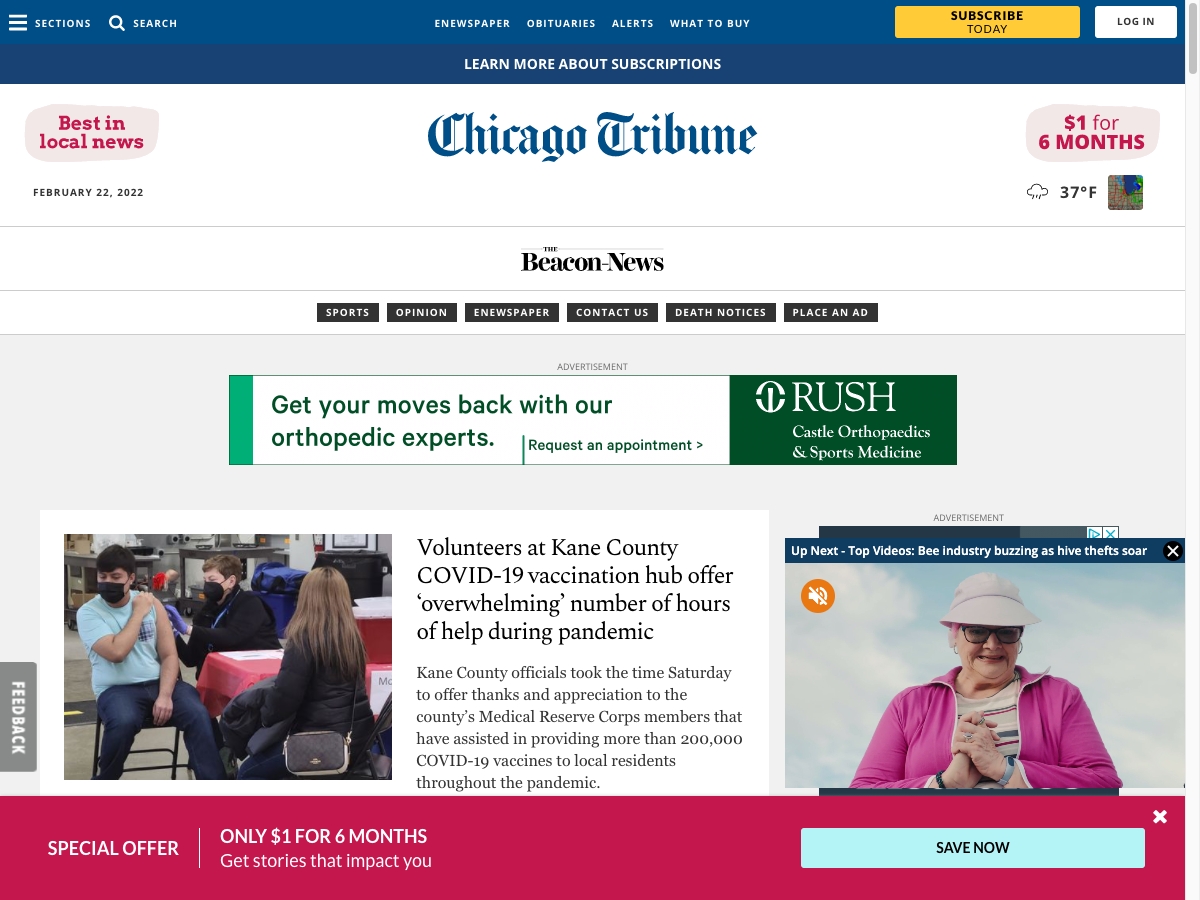 SECTIONS
SEARCH
ENEWSPAPER
OBITUARIES
ALERTS
WHAT TO BUY
SUBSCRIBE
TODAY
LOG IN
LEARN MORE ABOUT SUBSCRIPTIONS
Best in
local news
Chicago Tribune
$1 for
6 MONTHS
FEBRUARY 22, 2022
37°F
THE
Beacon-News
SPORTS
OPINION
ENEWSPAPER
CONTACT US
DEATH NOTICES
PLACE AN AD
ADVERTISEMENT
Get your moves back with our
orthopedic experts.
Request an appointment >
RUSH
Castle Orthopaedics
& Sports Medicine
Volunteers at Kane County
COVID-19 vaccination hub offer
‘overwhelming’ number of hours
of help during pandemic
Kane County officials took the time Saturday
to offer thanks and appreciation to the
county’s Medical Reserve Corps members that
have assisted in providing more than 200,000
COVID-19 vaccines to local residents
throughout the pandemic.
ADVERTISEMENT
Up Next - Top Videos: Bee industry buzzing as hive thefts soar
FEEDBACK
SPECIAL OFFER
ONLY $1 FOR 6 MONTHS
Get stories that impact you
SAVE NOW